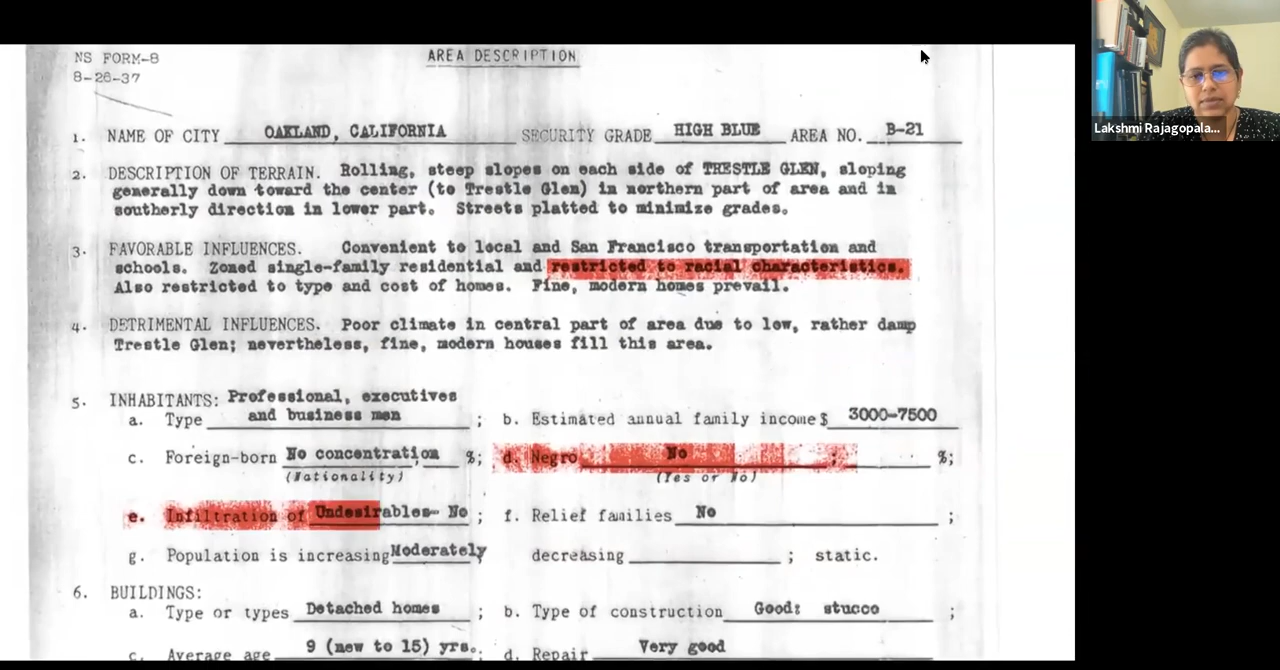 NS FORM-8
8-26-37
AREA DESCRIPTION
1. NAME OF CITY OAKLAND, CALIFORNIA SECURITY GRADE HIGH BLUE AREA NO. B-21
2. DESCRIPTION OF TERRAIN. Rolling, steep slopes on each side of TRESTLE GLEN, sloping
generally down toward the center (to Trestle Glen) in northern part of area and in
southerly direction in lower part. Streets platted to minimize grades.
3. FAVORABLE INFLUENCES. Convenient to local and San Francisco transportation and
schools. Zoned single-family residential and restricted to racial characteristics.
Also restricted to type and cost of homes. Fine, modern homes prevail.
4. DETRIMENTAL INFLUENCES. Poor climate in central part of area due to low, rather damp
Trestle Glen; nevertheless, fine, modern houses fill this area.
5. INHABITANTS: Professional, executives
a. Type and business men ; b. Estimated annual family income $ 3000-7500
c. Foreign-born No concentration %; d. Negro No ; %;
(Nationality) (Yes or No)
e. Infiltration of Undesirables- No ; f. Relief families No ;
g. Population is increasing Moderately ; decreasing ; static.
6. BUILDINGS:
a. Type or types Detached homes ; b. Type of construction Good: stucco ;
c. Average age 9 (new to 15) yrs. ; d. Repair Very good
Lakshmi Rajagopala...